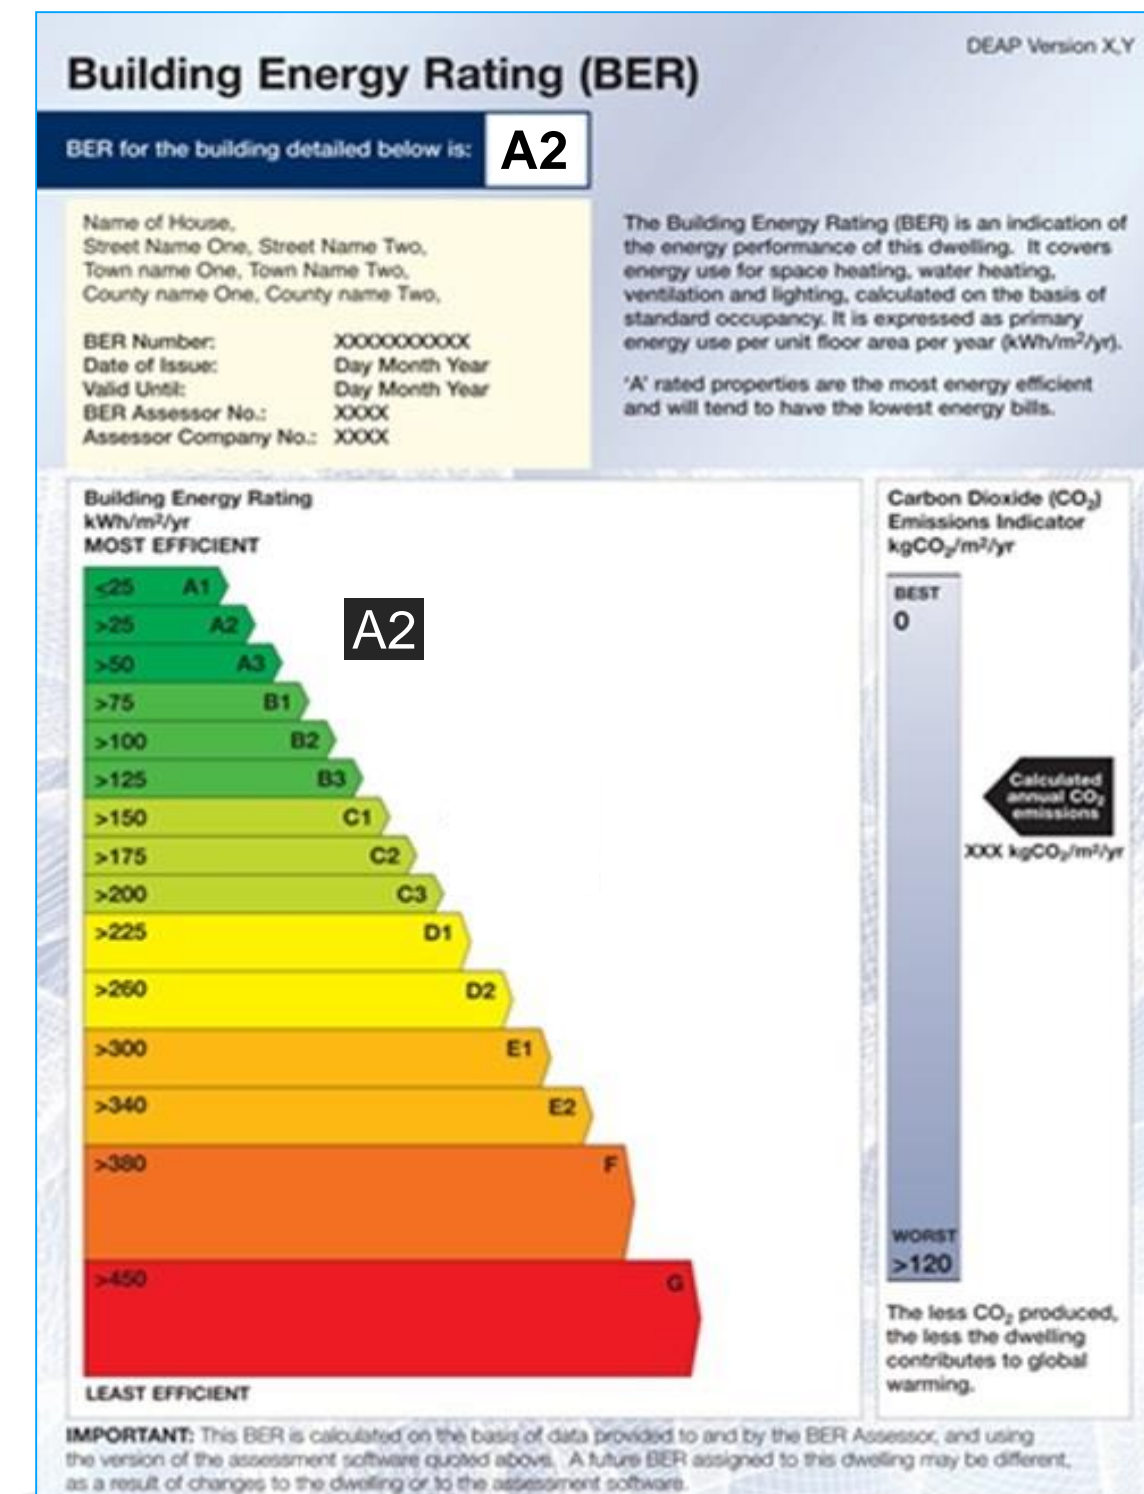 DEAP Version X,Y
Building Energy Rating (BER)
BER for the building detailed below is: A2
Name of House,
Street Name One, Street Name Two,
Town name One, Town Name Two,
County name One, County name Two,
BER Number: XXXXXXXXXX
Date of Issue: Day Month Year
Valid Until: Day Month Year
BER Assessor No.: XXXX
Assessor Company No.: XXXX
The Building Energy Rating (BER) is an indication of
the energy performance of this dwelling. It covers
energy use for space heating, water heating,
ventilation and lighting, calculated on the basis of
standard occupancy. It is expressed as primary
energy use per unit floor area per year (kWh/m²/yr).
'A' rated properties are the most energy efficient
and will tend to have the lowest energy bills.
Building Energy Rating
kWh/m²/yr
MOST EFFICIENT
≤25 A1
>25 A2
A2
>50 A3
>75 B1
>100 B2
>125 B3
>150 C1
>175 C2
>200 C3
>225 D1
>260 D2
>300 E1
>340 E2
>380 F
>450 G
LEAST EFFICIENT
Carbon Dioxide (CO₂)
Emissions Indicator
kgCO₂/m²/yr
BEST
0
Calculated
annual CO₂
emissions
XXX kgCO₂/m²/yr
WORST
>120
The less CO₂ produced,
the less the dwelling
contributes to global
warming.
IMPORTANT: This BER is calculated on the basis of data provided to and by the BER Assessor, and using
the version of the assessment software quoted above. A future BER assigned to this dwelling may be different,
as a result of changes to the dwelling or to the assessment software.